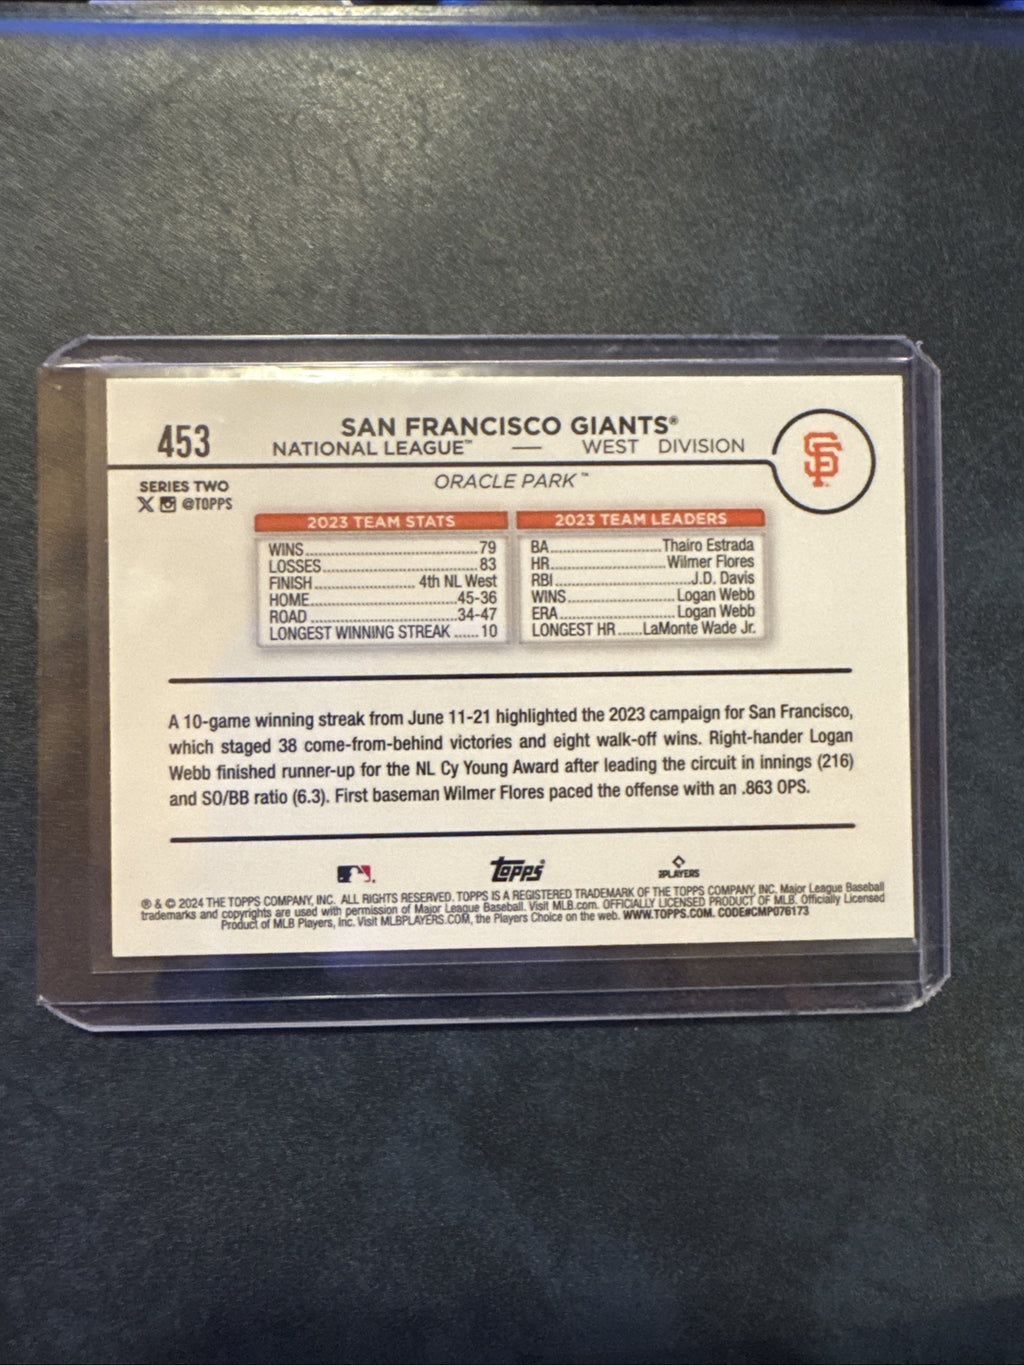 453
SAN FRANCISCO GIANTS®
NATIONAL LEAGUE™ — WEST DIVISION
SF
SERIES TWO
X @TOPPS
ORACLE PARK™
2023 TEAM STATS
WINS 79
LOSSES 83
FINISH 4th NL West
HOME 45-36
ROAD 34-47
LONGEST WINNING STREAK 10
2023 TEAM LEADERS
BA Thairo Estrada
HR Wilmer Flores
RBI J.D. Davis
WINS Logan Webb
ERA Logan Webb
LONGEST HR LaMonte Wade Jr.
A 10-game winning streak from June 11-21 highlighted the 2023 campaign for San Francisco,
which staged 38 come-from-behind victories and eight walk-off wins. Right-hander Logan
Webb finished runner-up for the NL Cy Young Award after leading the circuit in innings (216)
and SO/BB ratio (6.3). First baseman Wilmer Flores paced the offense with an .863 OPS.
Topps
PLAYERS
® & © 2024 THE TOPPS COMPANY, INC. ALL RIGHTS RESERVED. TOPPS IS A REGISTERED TRADEMARK OF THE TOPPS COMPANY, INC. Major League Baseball
trademarks and copyrights are used with permission of Major League Baseball. Visit MLB.com. OFFICIALLY LICENSED PRODUCT OF MLB. Officially Licensed
Product of MLB Players, Inc. Visit MLBPLAYERS.COM, the Players Choice on the web. WWW.TOPPS.COM. CODE#CMP076173